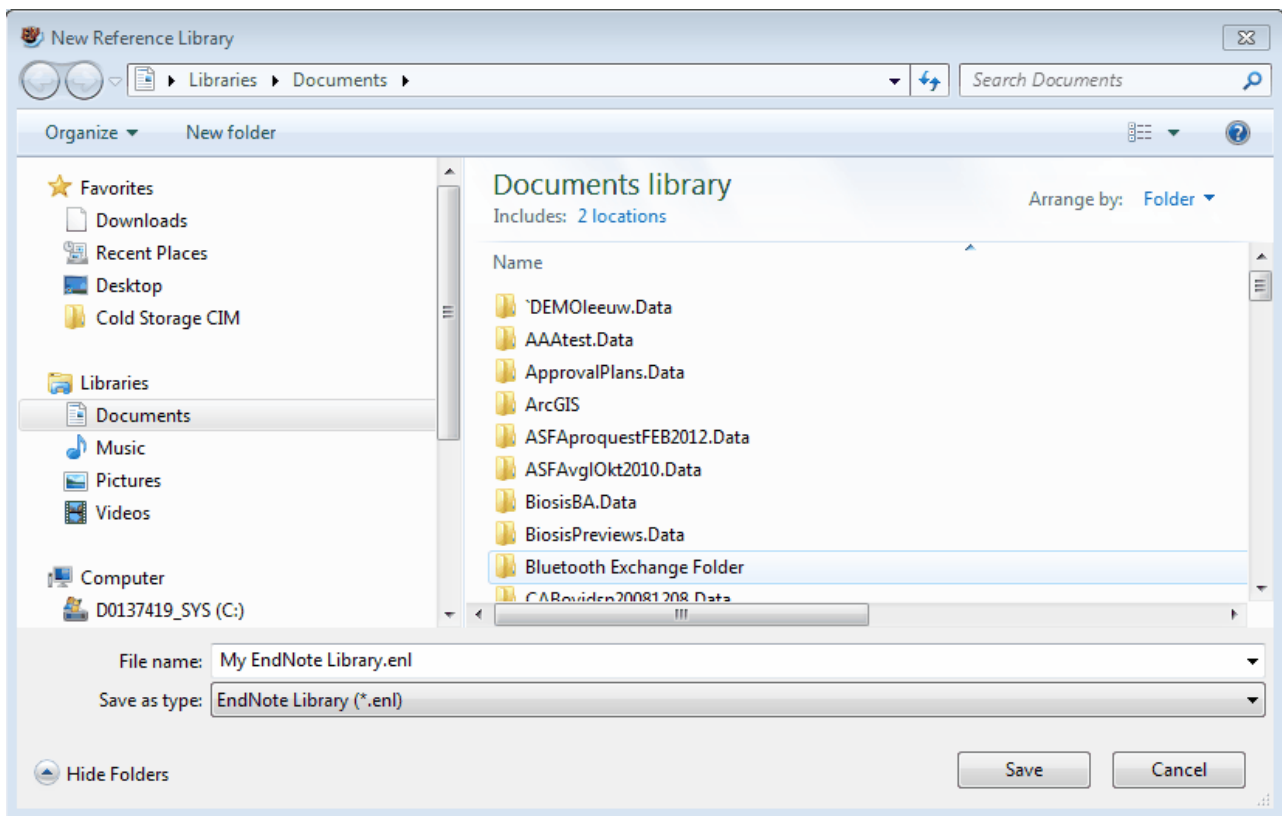 New Reference Library
Libraries Documents
Search Documents
Organize New folder
Favorites
Downloads
Recent Places
Desktop
Cold Storage CIM
Libraries
Documents
Music
Pictures
Videos
Computer
D0137419_SYS (C:)
Documents library
Includes: 2 locations
Arrange by: Folder
Name
`DEMOleeuw.Data
AAAtest.Data
ApprovalPlans.Data
ArcGIS
ASFAproquestFEB2012.Data
ASFAvglOkt2010.Data
BiosisBA.Data
BiosisPreviews.Data
Bluetooth Exchange Folder
CABovidsp20081208.Data
File name: My EndNote Library.enl
Save as type: EndNote Library (*.enl)
Hide Folders
Save Cancel